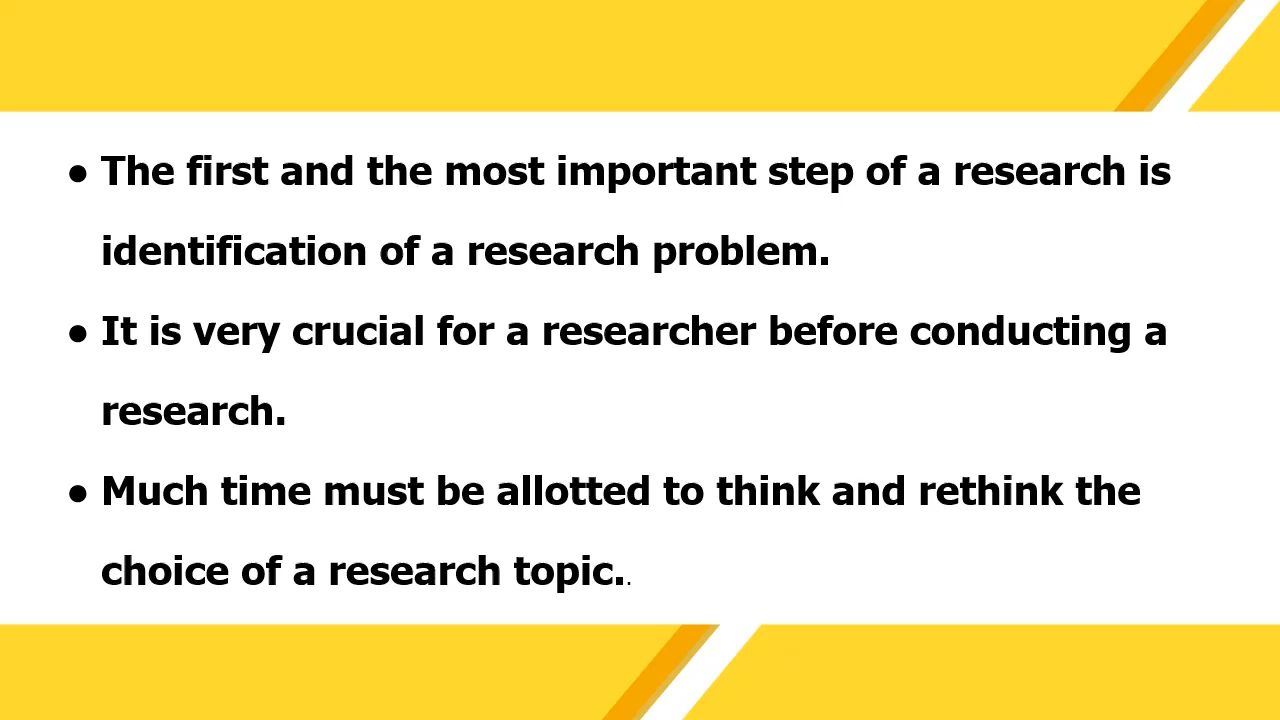 ● The first and the most important step of a research is
identification of a research problem.
● It is very crucial for a researcher before conducting a
research.
● Much time must be allotted to think and rethink the
choice of a research topic..